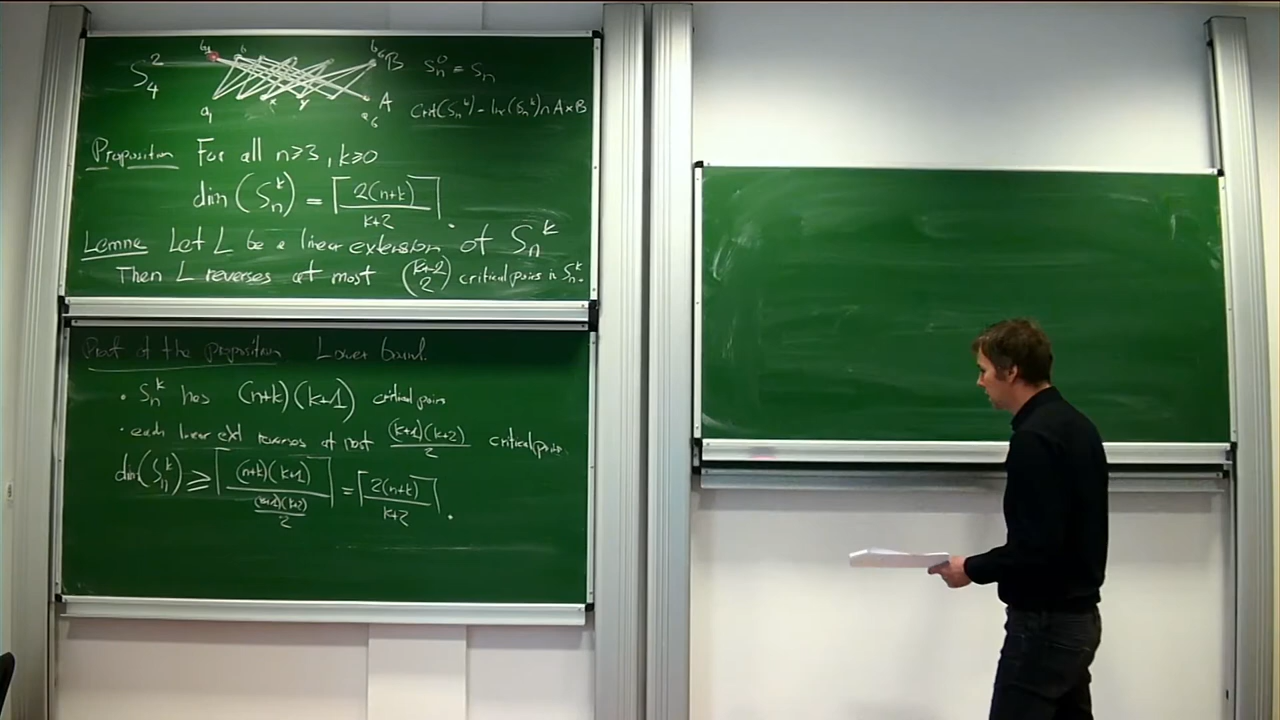 S_4^2
b_1 b b_6 B
S_n^0 = S_n
a_1 x y a_6 A
Crit(S_n^k) = Inc(S_n^k) ∩ A×B
Proposition For all n≥3, k≥0
dim(S_n^k) = ⌈2(n+k)/(k+2)⌉.
Lemma Let L be a linear extension of S_n^k
Then L reverses at most (k+2 2) critical pairs in S_n^k.
Proof of the proposition Lower bound.
• S_n^k has (n+k)(k+1) critical pairs
• each linear ext reverses at most (k+1)(k+2)/2 critical pairs.
dim(S_n^k) ≥ ⌈(n+k)(k+1)/((k+1)(k+2)/2)⌉ = ⌈2(n+k)/(k+2)⌉.